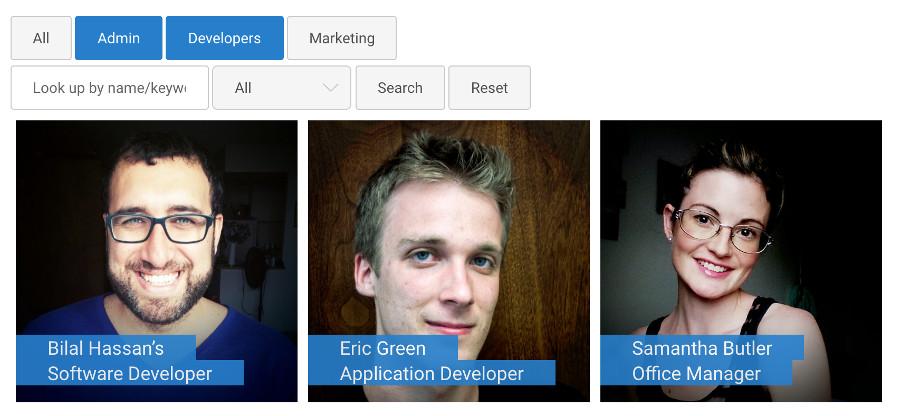 All Admin Developers Marketing
Look up by name/keyw All Search Reset
Bilal Hassan’s
Software Developer
Eric Green
Application Developer
Samantha Butler
Office Manager